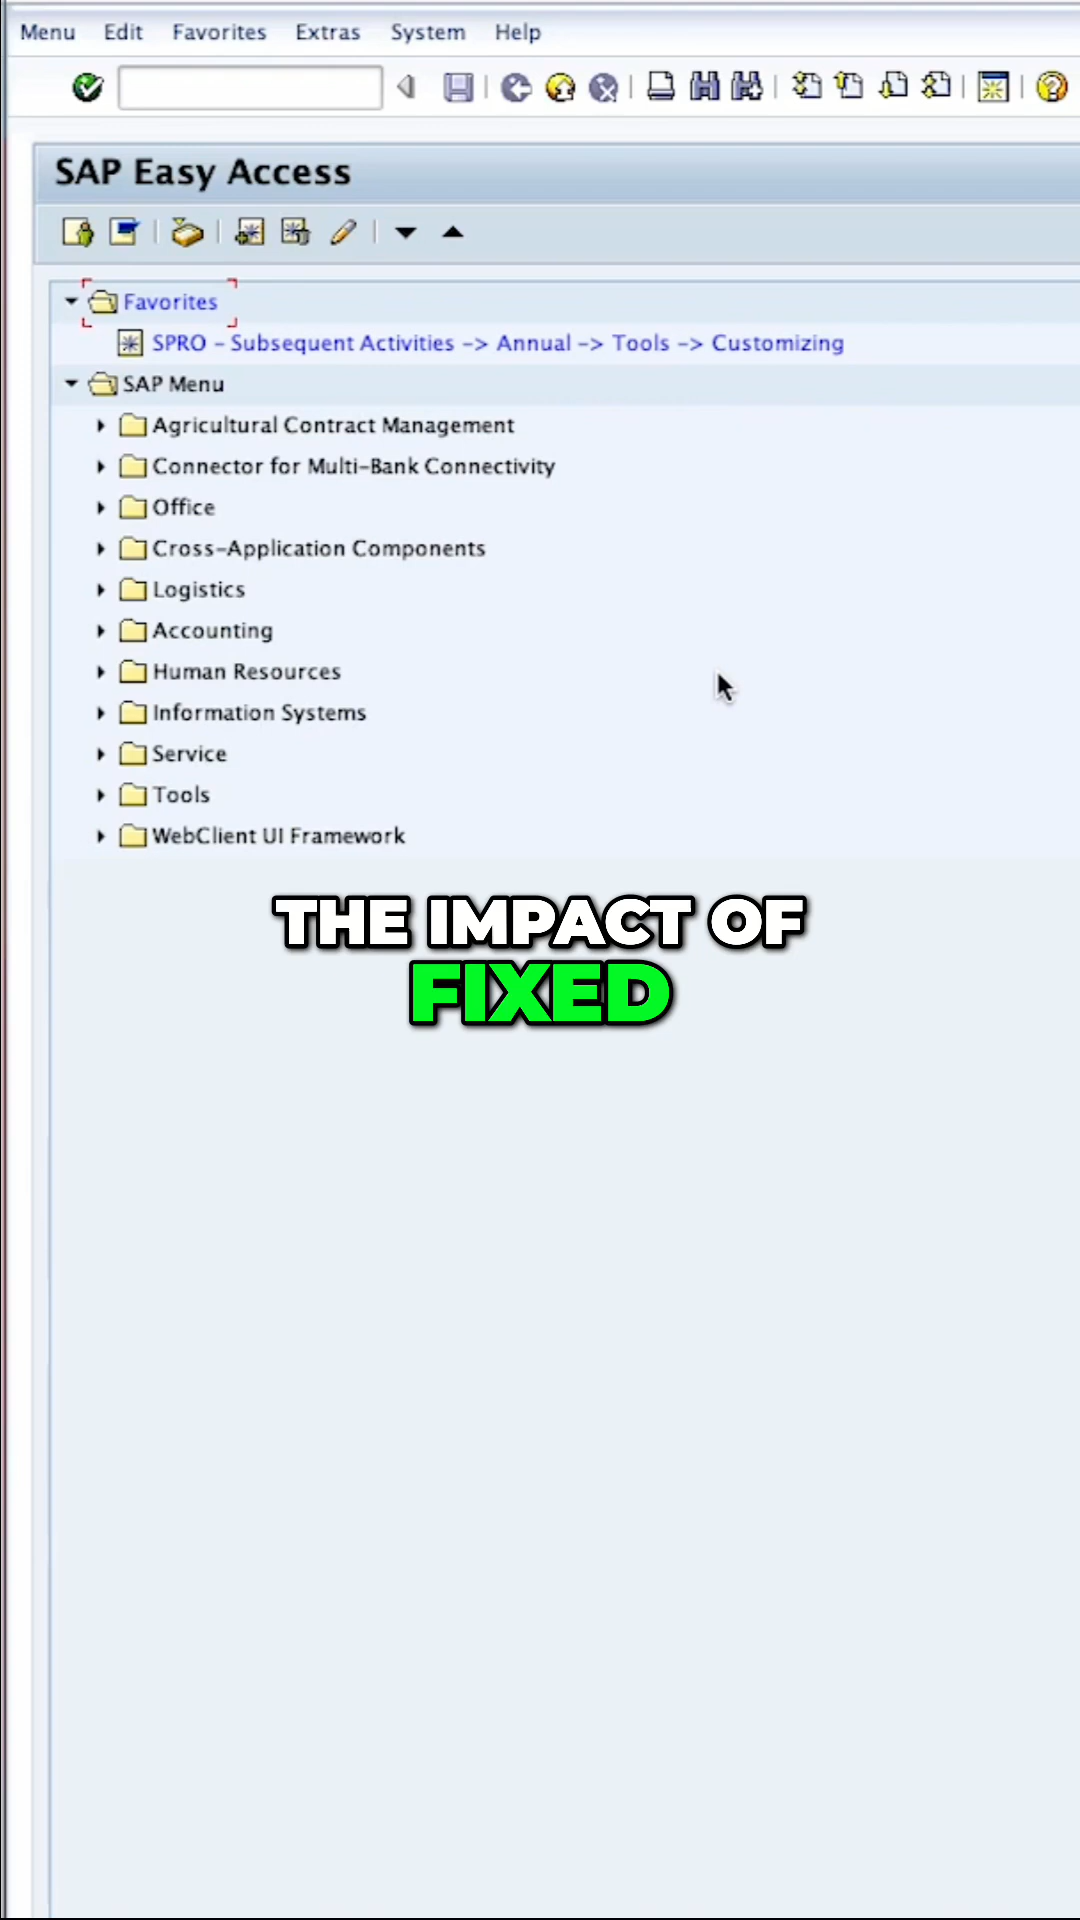 Menu Edit Favorites Extras System Help
SAP Easy Access
Favorites
SPRO - Subsequent Activities -> Annual -> Tools -> Customizing
SAP Menu
Agricultural Contract Management
Connector for Multi-Bank Connectivity
Office
Cross-Application Components
Logistics
Accounting
Human Resources
Information Systems
Service
Tools
WebClient UI Framework
THE IMPACT OF
FIXED